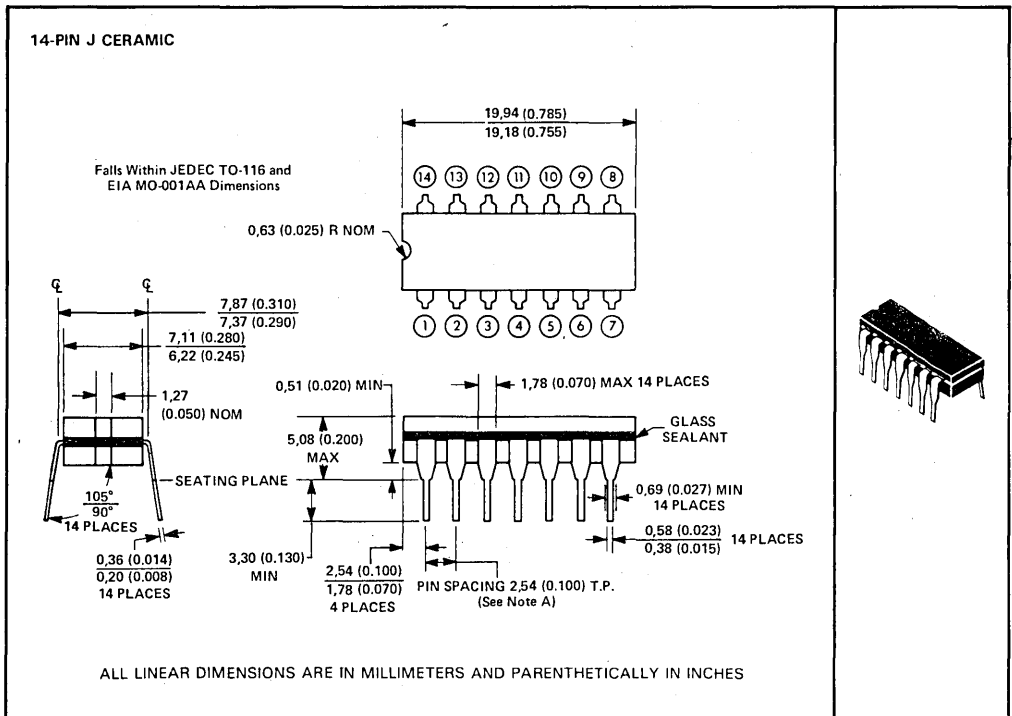 14-PIN J CERAMIC
19,94 (0.785)
19,18 (0.755)
Falls Within JEDEC TO-116 and
EIA MO-001AA Dimensions
14 13 12 11 10 9 8
0,63 (0.025) R NOM
1 2 3 4 5 6 7
℄ ℄
7,87 (0.310)
7,37 (0.290)
7,11 (0.280)
6,22 (0.245)
1,27
(0.050) NOM
0,51 (0.020) MIN
1,78 (0.070) MAX 14 PLACES
5,08 (0.200)
MAX
GLASS
SEALANT
SEATING PLANE
105°
90°
14 PLACES
0,36 (0.014)
0,20 (0.008)
14 PLACES
3,30 (0.130)
MIN
0,69 (0.027) MIN
14 PLACES
0,58 (0.023)
0,38 (0.015)
14 PLACES
2,54 (0.100)
1,78 (0.070)
4 PLACES
PIN SPACING 2,54 (0.100) T.P.
(See Note A)
ALL LINEAR DIMENSIONS ARE IN MILLIMETERS AND PARENTHETICALLY IN INCHES